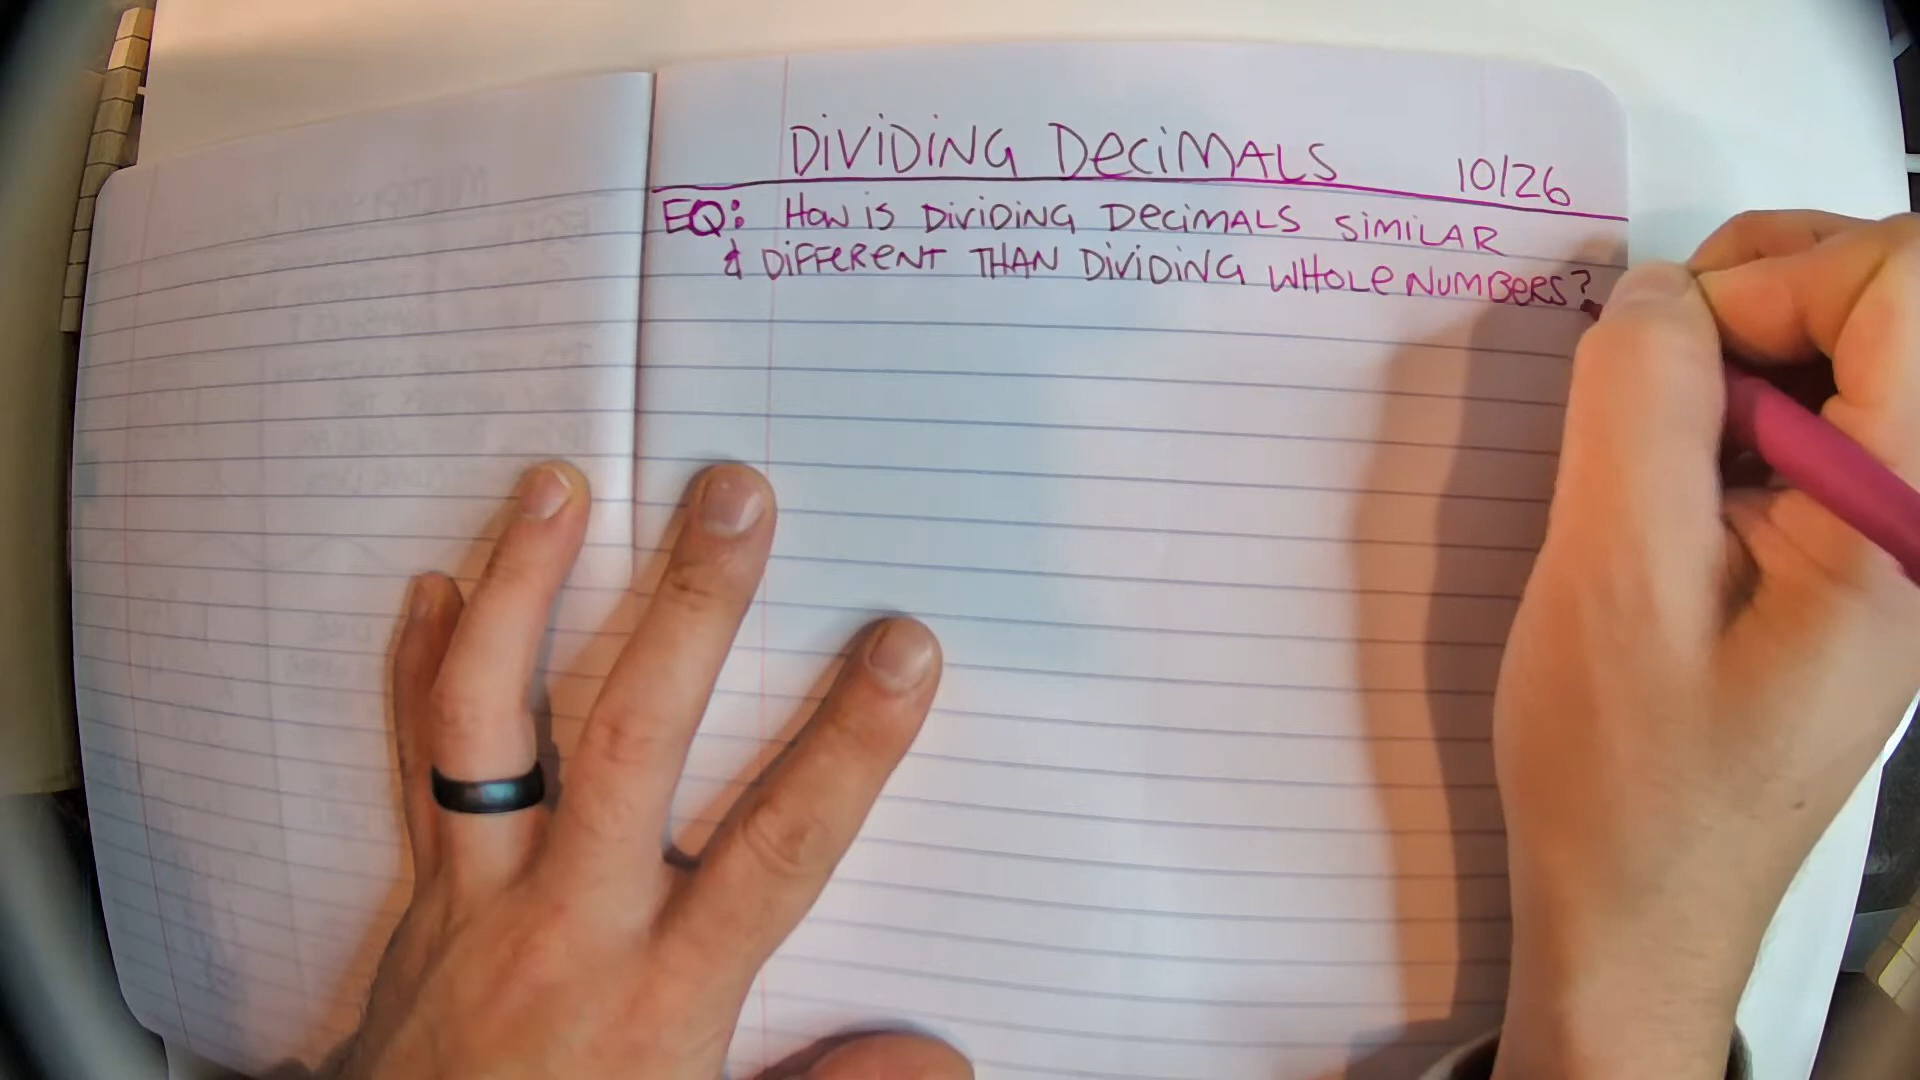 DiViDiNG DeCiMALS
10/26
EQ: HOW iS DiViDiNG DeCiMALS SiMiLAR
& DiFFERENT THAN DiViDiNG WHOLe NUMBeRS?